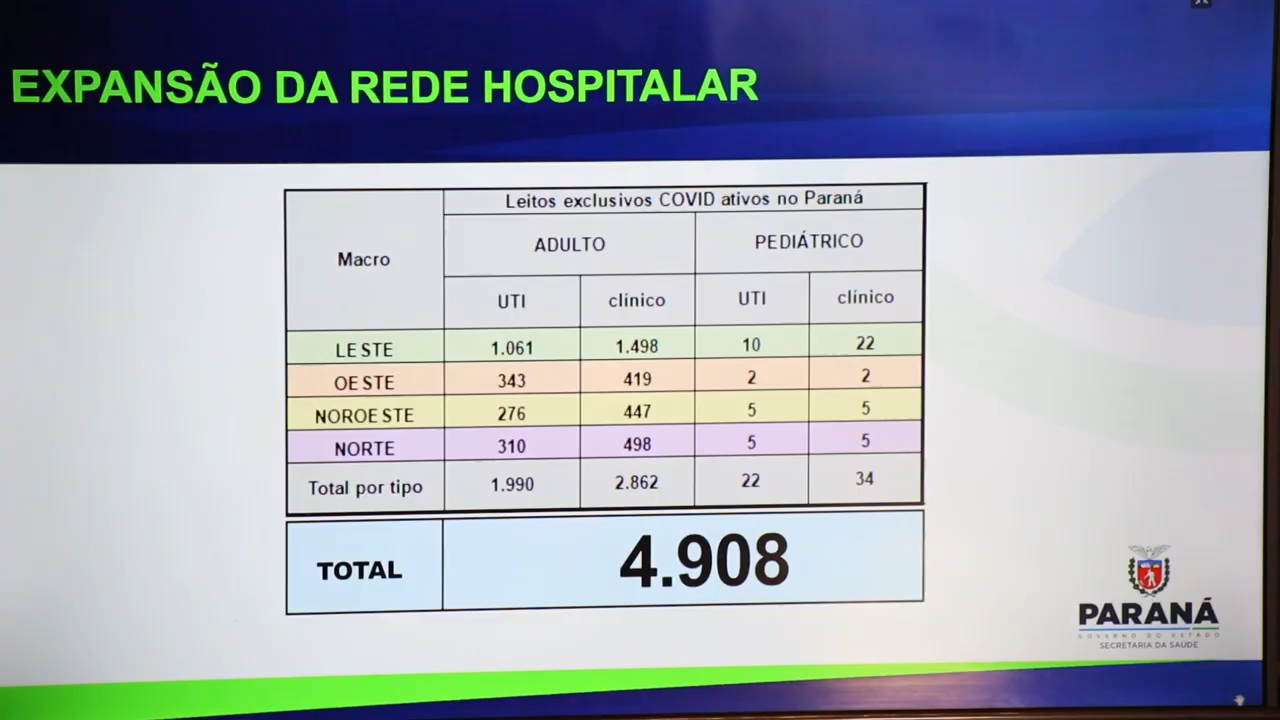 EXPANSÃO DA REDE HOSPITALAR
Leitos exclusivos COVID ativos no Paraná
Macro
ADULTO PEDIÁTRICO
UTI clínico UTI clínico
LESTE 1.061 1.498 10 22
OESTE 343 419 2 2
NOROESTE 276 447 5 5
NORTE 310 498 5 5
Total por tipo 1.990 2.862 22 34
TOTAL 4.908
PARANÁ
GOVERNO DO ESTADO
SECRETARIA DA SAÚDE